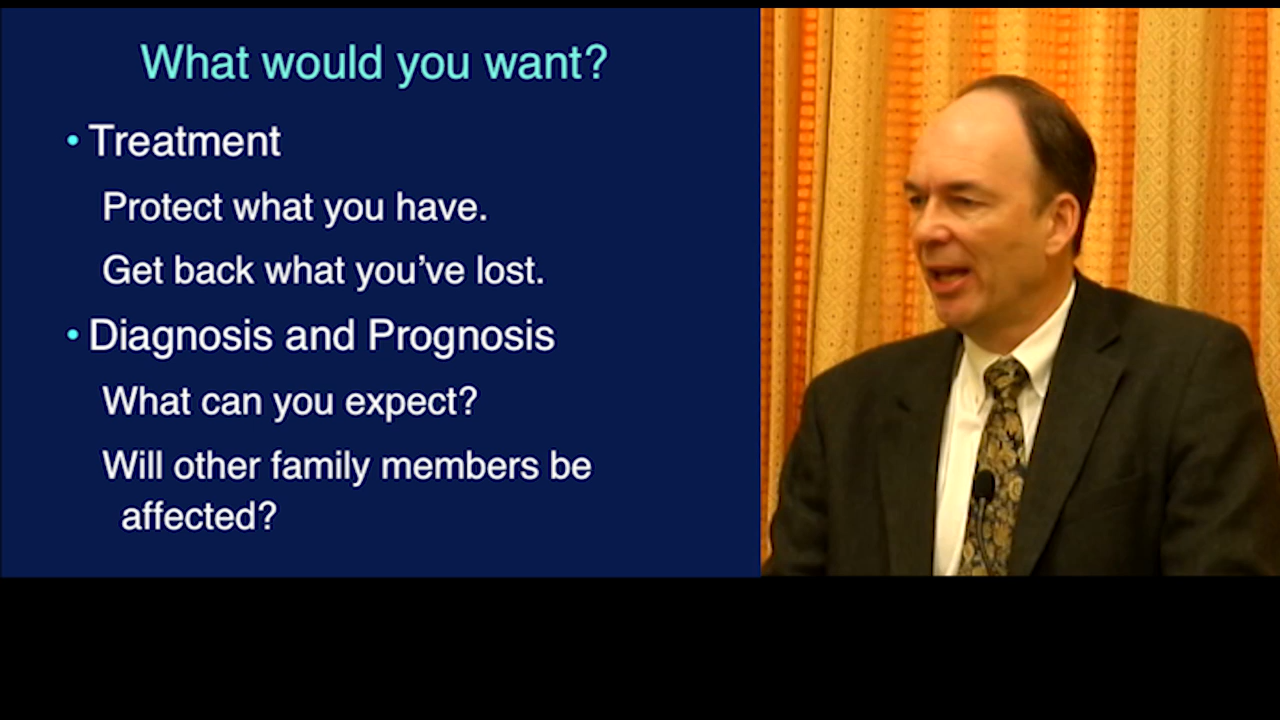 What would you want?
• Treatment
Protect what you have.
Get back what you’ve lost.
• Diagnosis and Prognosis
What can you expect?
Will other family members be
affected?